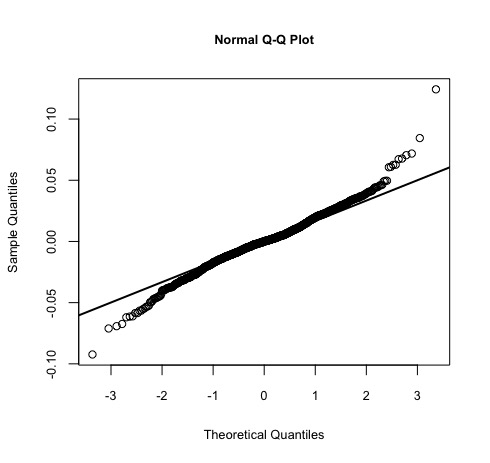 Normal Q-Q Plot
Sample Quantiles
0.10
0.05
0.00
-0.05
-0.10
-3 -2 -1 0 1 2 3
Theoretical Quantiles